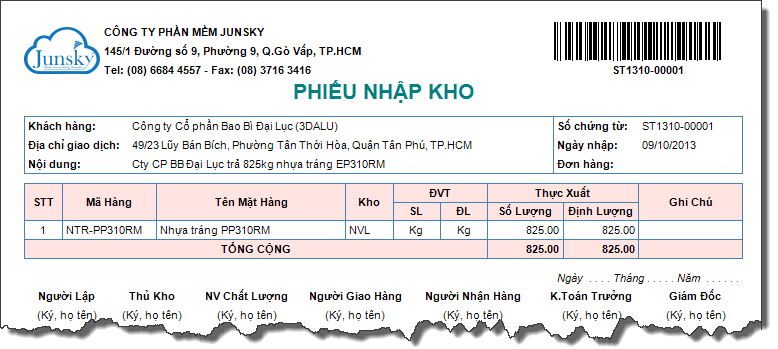 Junsky
CÔNG TY PHẦN MỀM JUNSKY
145/1 Đường số 9, Phường 9, Q.Gò Vấp, TP.HCM
Tel: (08) 6684 4557 - Fax: (08) 3716 3416
ST1310-00001
PHIẾU NHẬP KHO
Khách hàng: Công ty Cổ phần Bao Bì Đại Lục (3DALU) Số chứng từ: ST1310-00001
Địa chỉ giao dịch: 49/23 Lũy Bán Bích, Phường Tân Thới Hòa, Quận Tân Phú, TP.HCM Ngày nhập: 09/10/2013
Nội dung: Cty CP BB Đại Lục trả 825kg nhựa tráng EP310RM Đơn hàng:
STT Mã Hàng Tên Mặt Hàng Kho ĐVT Thực Xuất Ghi Chú
SL ĐL Số Lượng Định Lượng
1 NTR-PP310RM Nhựa tráng PP310RM NVL Kg Kg 825.00 825.00
TỔNG CỘNG 825.00 825.00
Ngày . . . . Tháng . . . . . Năm . . . . . .
Người Lập Thủ Kho NV Chất Lượng Người Giao Hàng Người Nhận Hàng K.Toán Trưởng Giám Đốc
(Ký, họ tên) (Ký, họ tên) (Ký, họ tên) (Ký, họ tên) (Ký, họ tên) (Ký, họ tên) (Ký, họ tên)